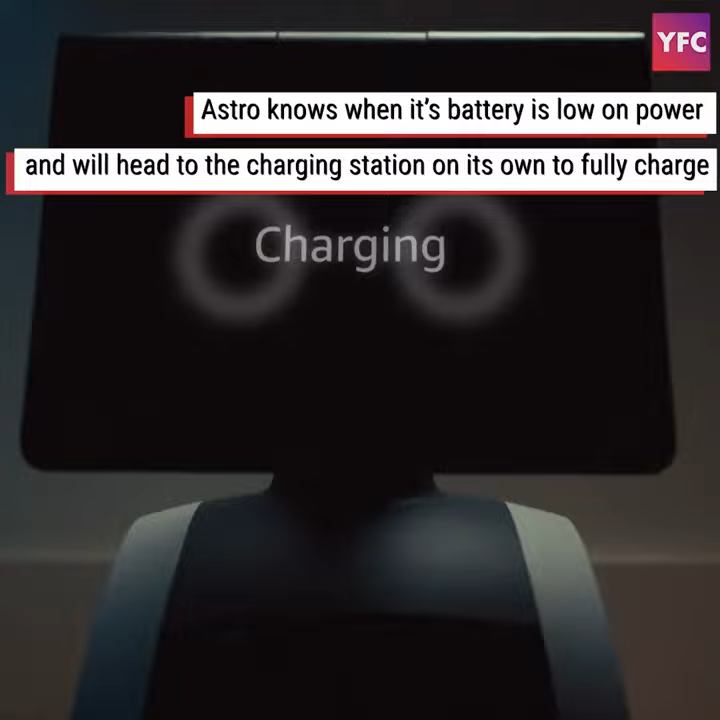 YFC
Astro knows when it's battery is low on power
and will head to the charging station on its own to fully charge
Charging